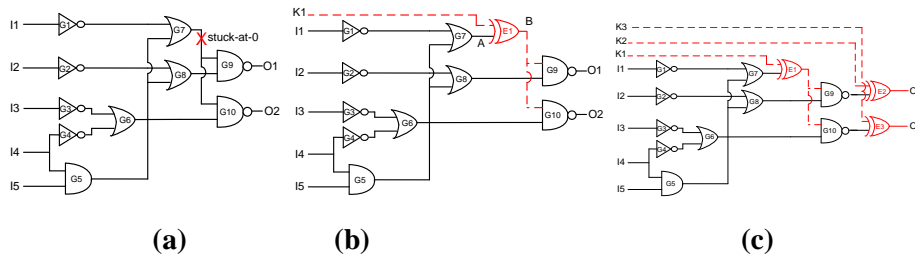 I1 G1 G7 stuck-at-0
I2 G2 G8 G9 O1
I3 G3 G6 G10 O2
G4
I4
G5
I5
(a)
K1 B
I1 G1 G7 A E1
I2 G2 G8 G9 O1
I3 G3 G6 G10 O2
G4
I4
G5
I5
(b)
K3
K2
K1
I1 G1 G7 E1
I2 G2 G8 G9 E2
I3 G3 G6 G10 E3
G4
I4
G5
I5
(c)